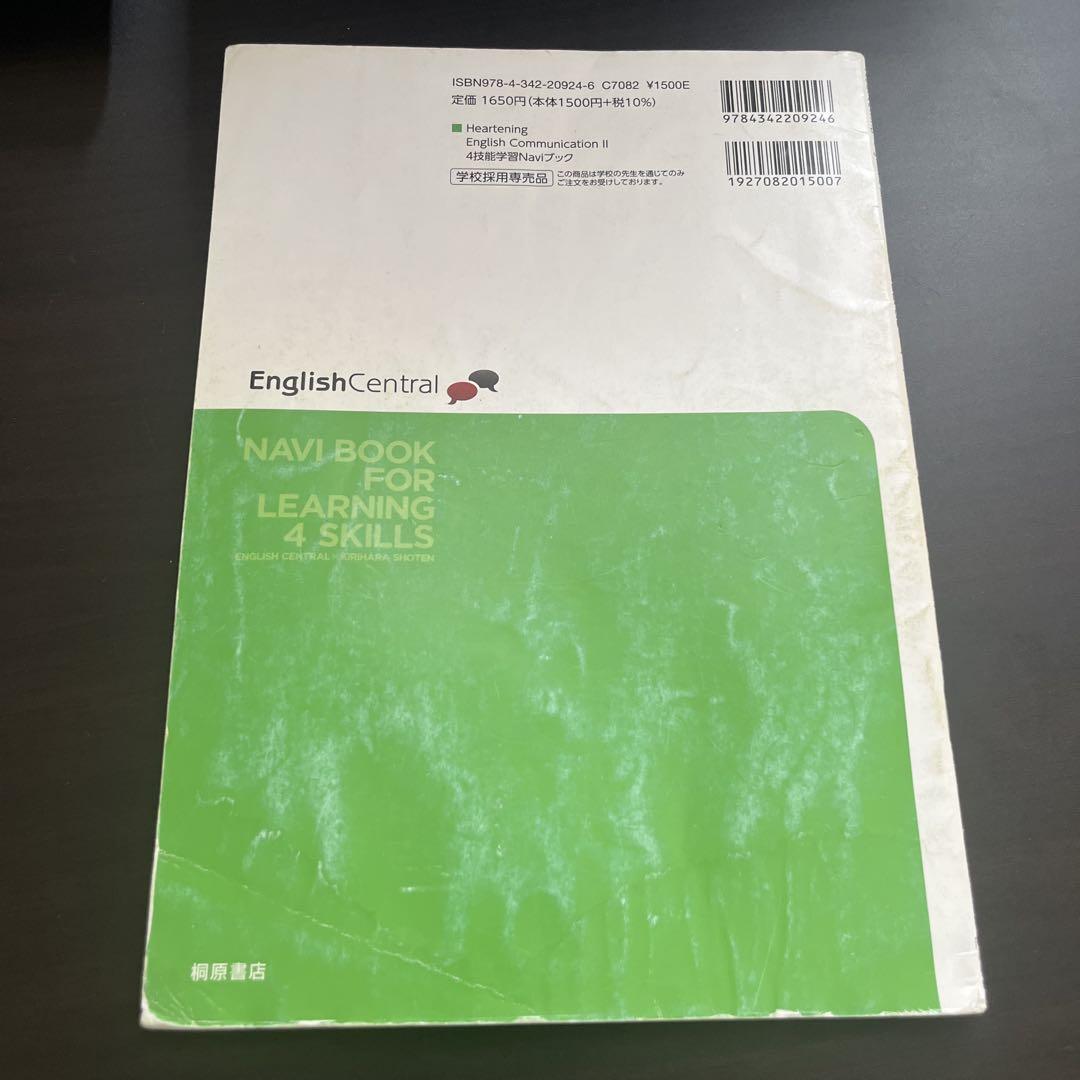 ISBN978-4-342-20924-6 C7082 ¥1500E
定価 1650円(本体1500円+税10%)
9784342209246
■ Heartening
English Communication II
4技能学習Naviブック
学校採用専売品 この商品は学校の先生を通じてのみ
ご注文をお受けしております。
1927082015007
EnglishCentral
NAVI BOOK
FOR
LEARNING
4 SKILLS
ENGLISH CENTRAL × KIRIHARA SHOTEN
桐原書店